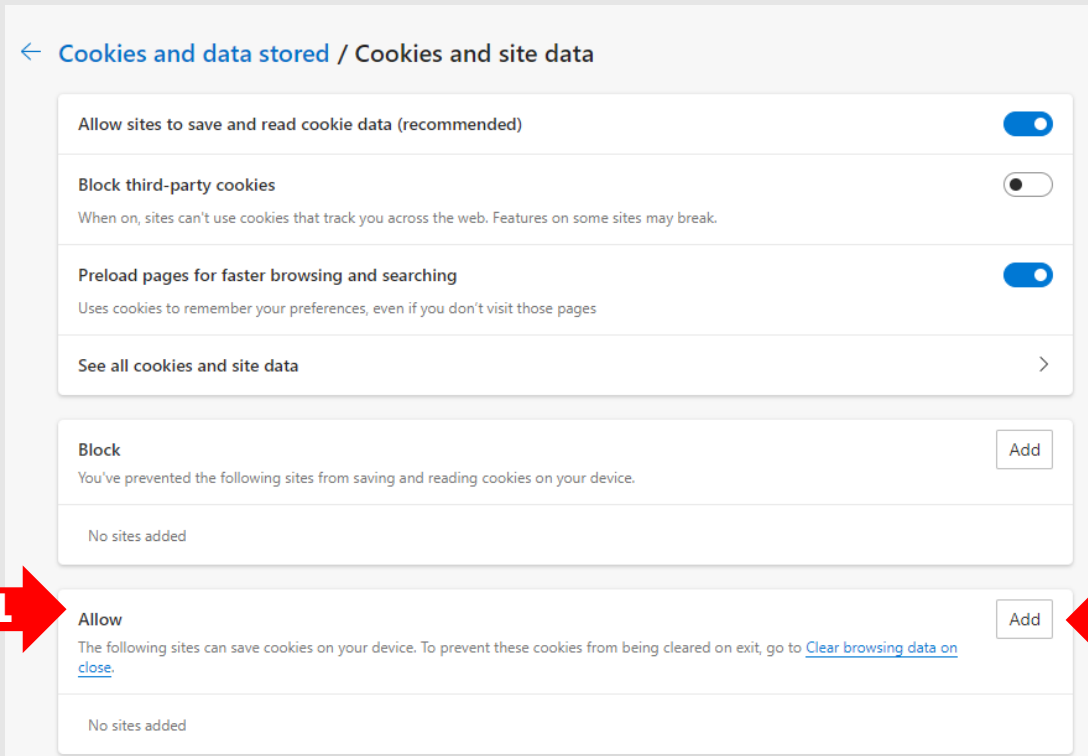 Cookies and data stored / Cookies and site data
Allow sites to save and read cookie data (recommended)
Block third-party cookies
When on, sites can't use cookies that track you across the web. Features on some sites may break.
Preload pages for faster browsing and searching
Uses cookies to remember your preferences, even if you don't visit those pages
See all cookies and site data
Block
Add
You've prevented the following sites from saving and reading cookies on your device.
No sites added
1
Allow
Add
The following sites can save cookies on your device. To prevent these cookies from being cleared on exit, go to Clear browsing data on
close.
No sites added